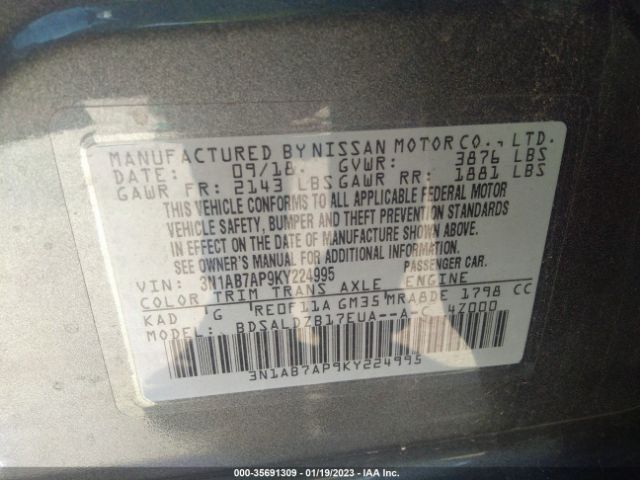 MANUFACTURED BY NISSAN MOTOR CO., LTD.
DATE: 09/18. GVWR: 3876 LBS
GAWR FR: 2143 LBS GAWR RR: 1881 LBS
THIS VEHICLE CONFORMS TO ALL APPLICABLE FEDERAL MOTOR
VEHICLE SAFETY, BUMPER AND THEFT PREVENTION STANDARDS
IN EFFECT ON THE DATE OF MANUFACTURE SHOWN ABOVE.
SEE OWNER'S MANUAL FOR ADDITIONAL INFORMATION.
VIN: 3N1AB7AP9KY224995 PASSENGER CAR.
COLOR TRIM TRANS AXLE ENGINE
KAD G RE0F11A GM35 MRA8DE 1798 CC
MODEL: BDSALDZB17EUA--A-C 4Z000
3N1AB7AP9KY224995
000-35691309 - 01/19/2023 - IAA Inc.